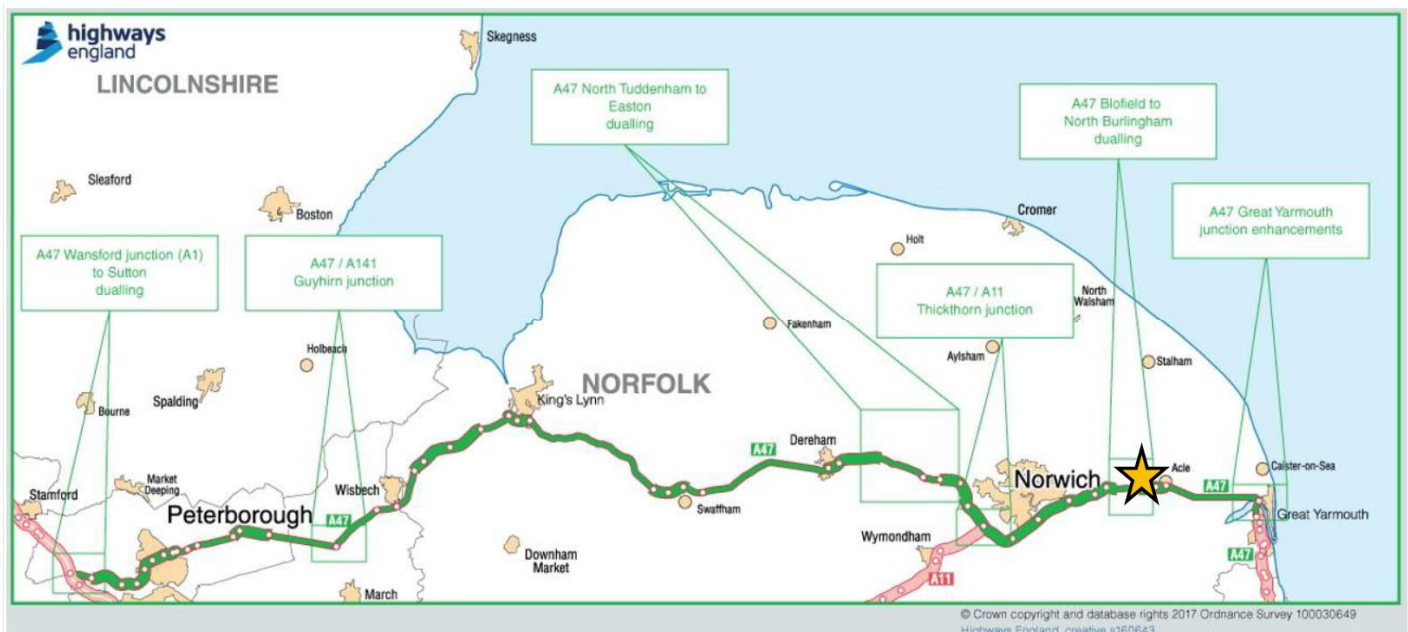 highways
england
LINCOLNSHIRE
Skegness
A47 North Tuddenham to
Easton
dualling
A47 Blofield to
North Burlingham
dualling
Sleaford
Boston
A47 Great Yarmouth
junction enhancements
Cromer
Holt
A47 Wansford junction (A1)
to Sutton
dualling
A47 / A141
Guyhirn junction
A47 / A11
Thickthorn junction
North
Walsham
Fakenham
Aylsham
Stalham
Holbeach
NORFOLK
Spalding
Bourne
King's Lynn
Dereham
A47
Market
Deeping
Wisbech
Norwich
Acle
Caister-on-Sea
Stamford
Peterborough
A47
Swaffham
A47
Great Yarmouth
Wymondham
Downham
Market
A47
A11
March
© Crown copyright and database rights 2017 Ordnance Survey 100030649
Highways England creative s160643